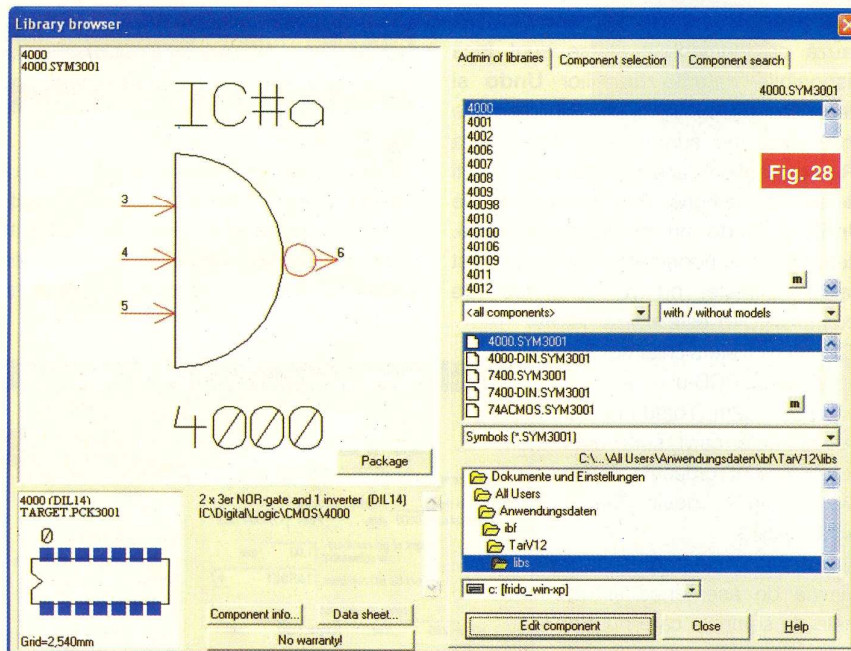 Library browser
4000
4000.SYM3001
IC#a
3
4
5
6
4000
Package
4000 (DIL14)
TARGET.PCK3001
0
Grid=2,540mm
2 x 3er NOR-gate and 1 inverter (DIL14)
IC\Digital\Logic\CMOS\4000
Component info...
Data sheet...
No warranty!
Admin of libraries
Component selection
Component search
4000.SYM3001
4000
4001
4002
4006
4007
4008
4009
40098
4010
40100
40106
40109
4011
4012
Fig. 28
m
<all components>
with / without models
4000.SYM3001
4000-DIN.SYM3001
7400.SYM3001
7400-DIN.SYM3001
74ACMOS.SYM3001
m
Symbols (*.SYM3001)
C:\...\All Users\Anwendungsdaten\ibf\TarV12\libs
Dokumente und Einstellungen
All Users
Anwendungsdaten
ibf
TarV12
libs
c: [frido_win-xp]
Edit component
Close
Help